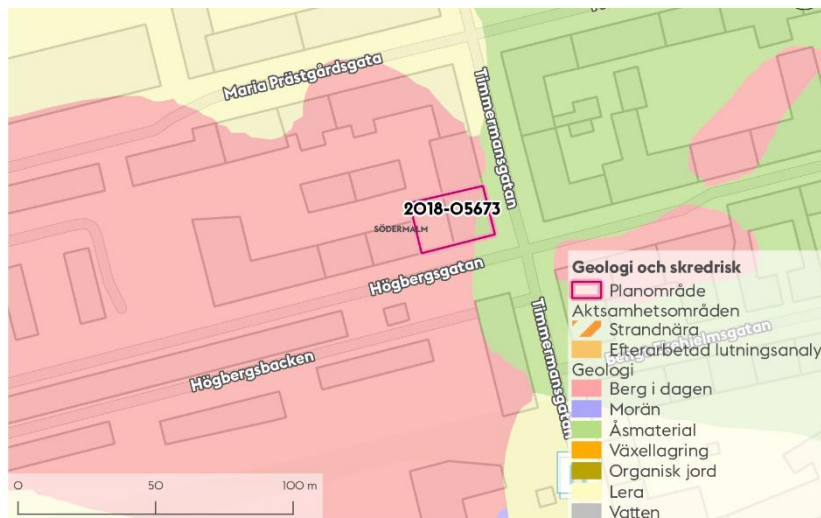 Maria Prästgårdsgata
Timmermansgatan
2018-05673
SÖDERMALM
Högbergsgatan
Högbergsbacken
Timmermansgatan
Geologi och skredrisk
Planområde
Aktsamhetsområden
Strandnära
Efterarbetad lutningsanaly
Geologi
Berg i dagen
Morän
Åsmaterial
Växellagring
Organisk jord
Lera
Vatten
0 50 100 m